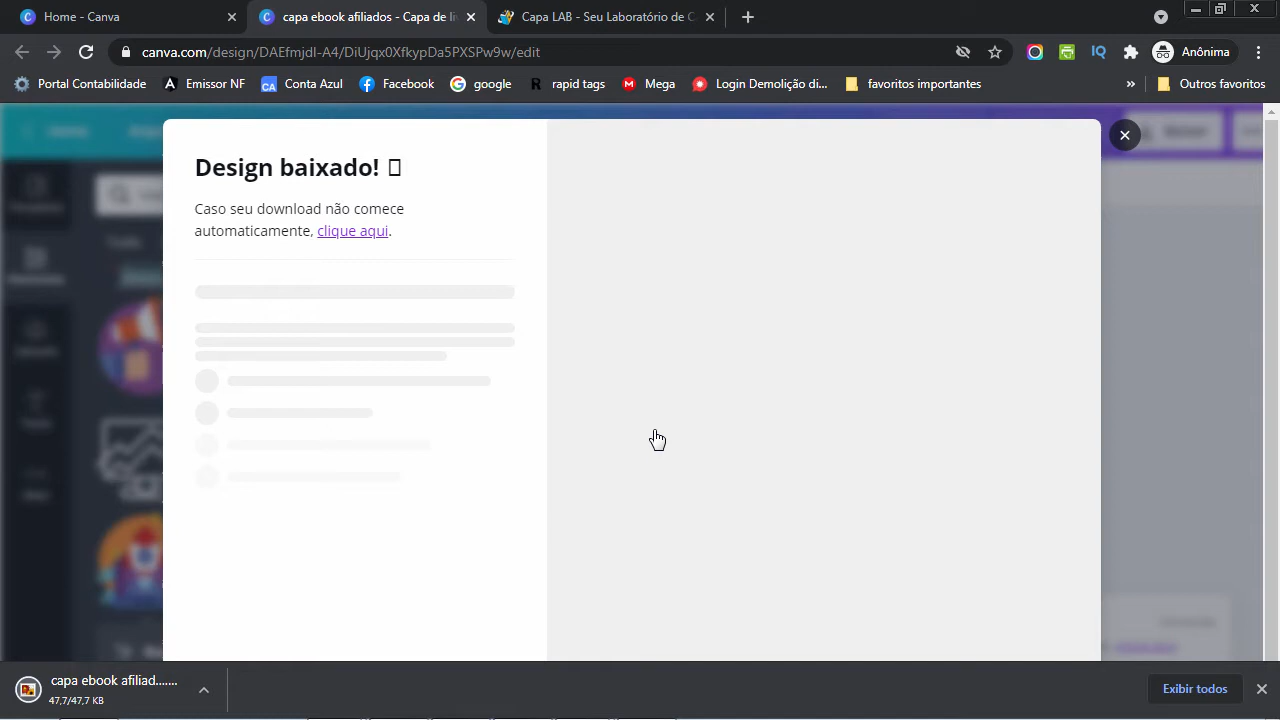 Home - Canva
capa ebook afiliados - Capa de li
Capa LAB - Seu Laboratório de C
canva.com/design/DAEfmjdI-A4/DiUjqx0XfkypDa5PXSPw9w/edit
Anônima
Portal Contabilidade
Emissor NF
Conta Azul
Facebook
google
rapid tags
Mega
Login Demolição di...
favoritos importantes
»
Outros favoritos
Design baixado!
Caso seu download não comece
automaticamente, clique aqui.
capa ebook afiliad.......
47,7/47,7 KB
Exibir todos